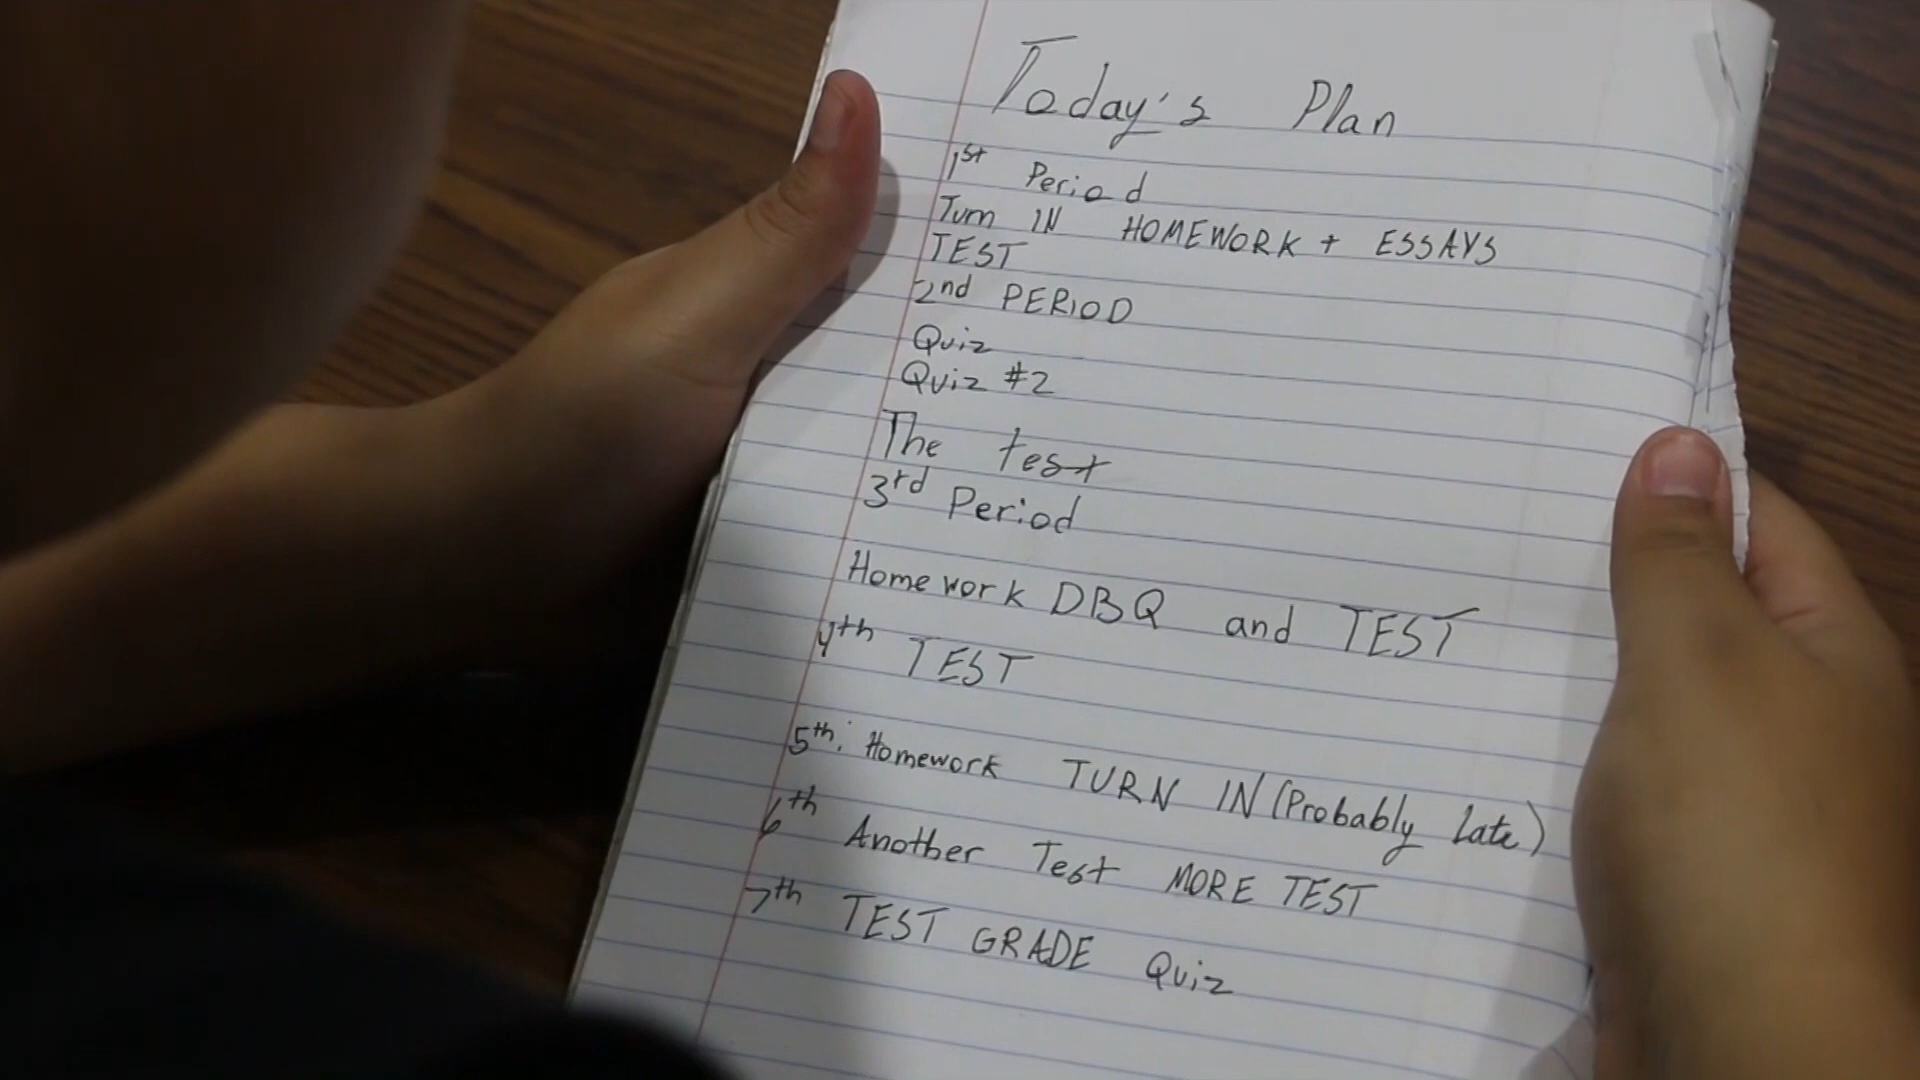 Today's Plan
1st Period
Turn IN HOMEWORK + ESSAYS
TEST
2nd PERIOD
Quiz
Quiz #2
The test
3rd Period
Homework DBQ and TEST
4th TEST
5th: Homework TURN IN (Probably Late)
6th Another Test MORE TEST
7th TEST GRADE Quiz